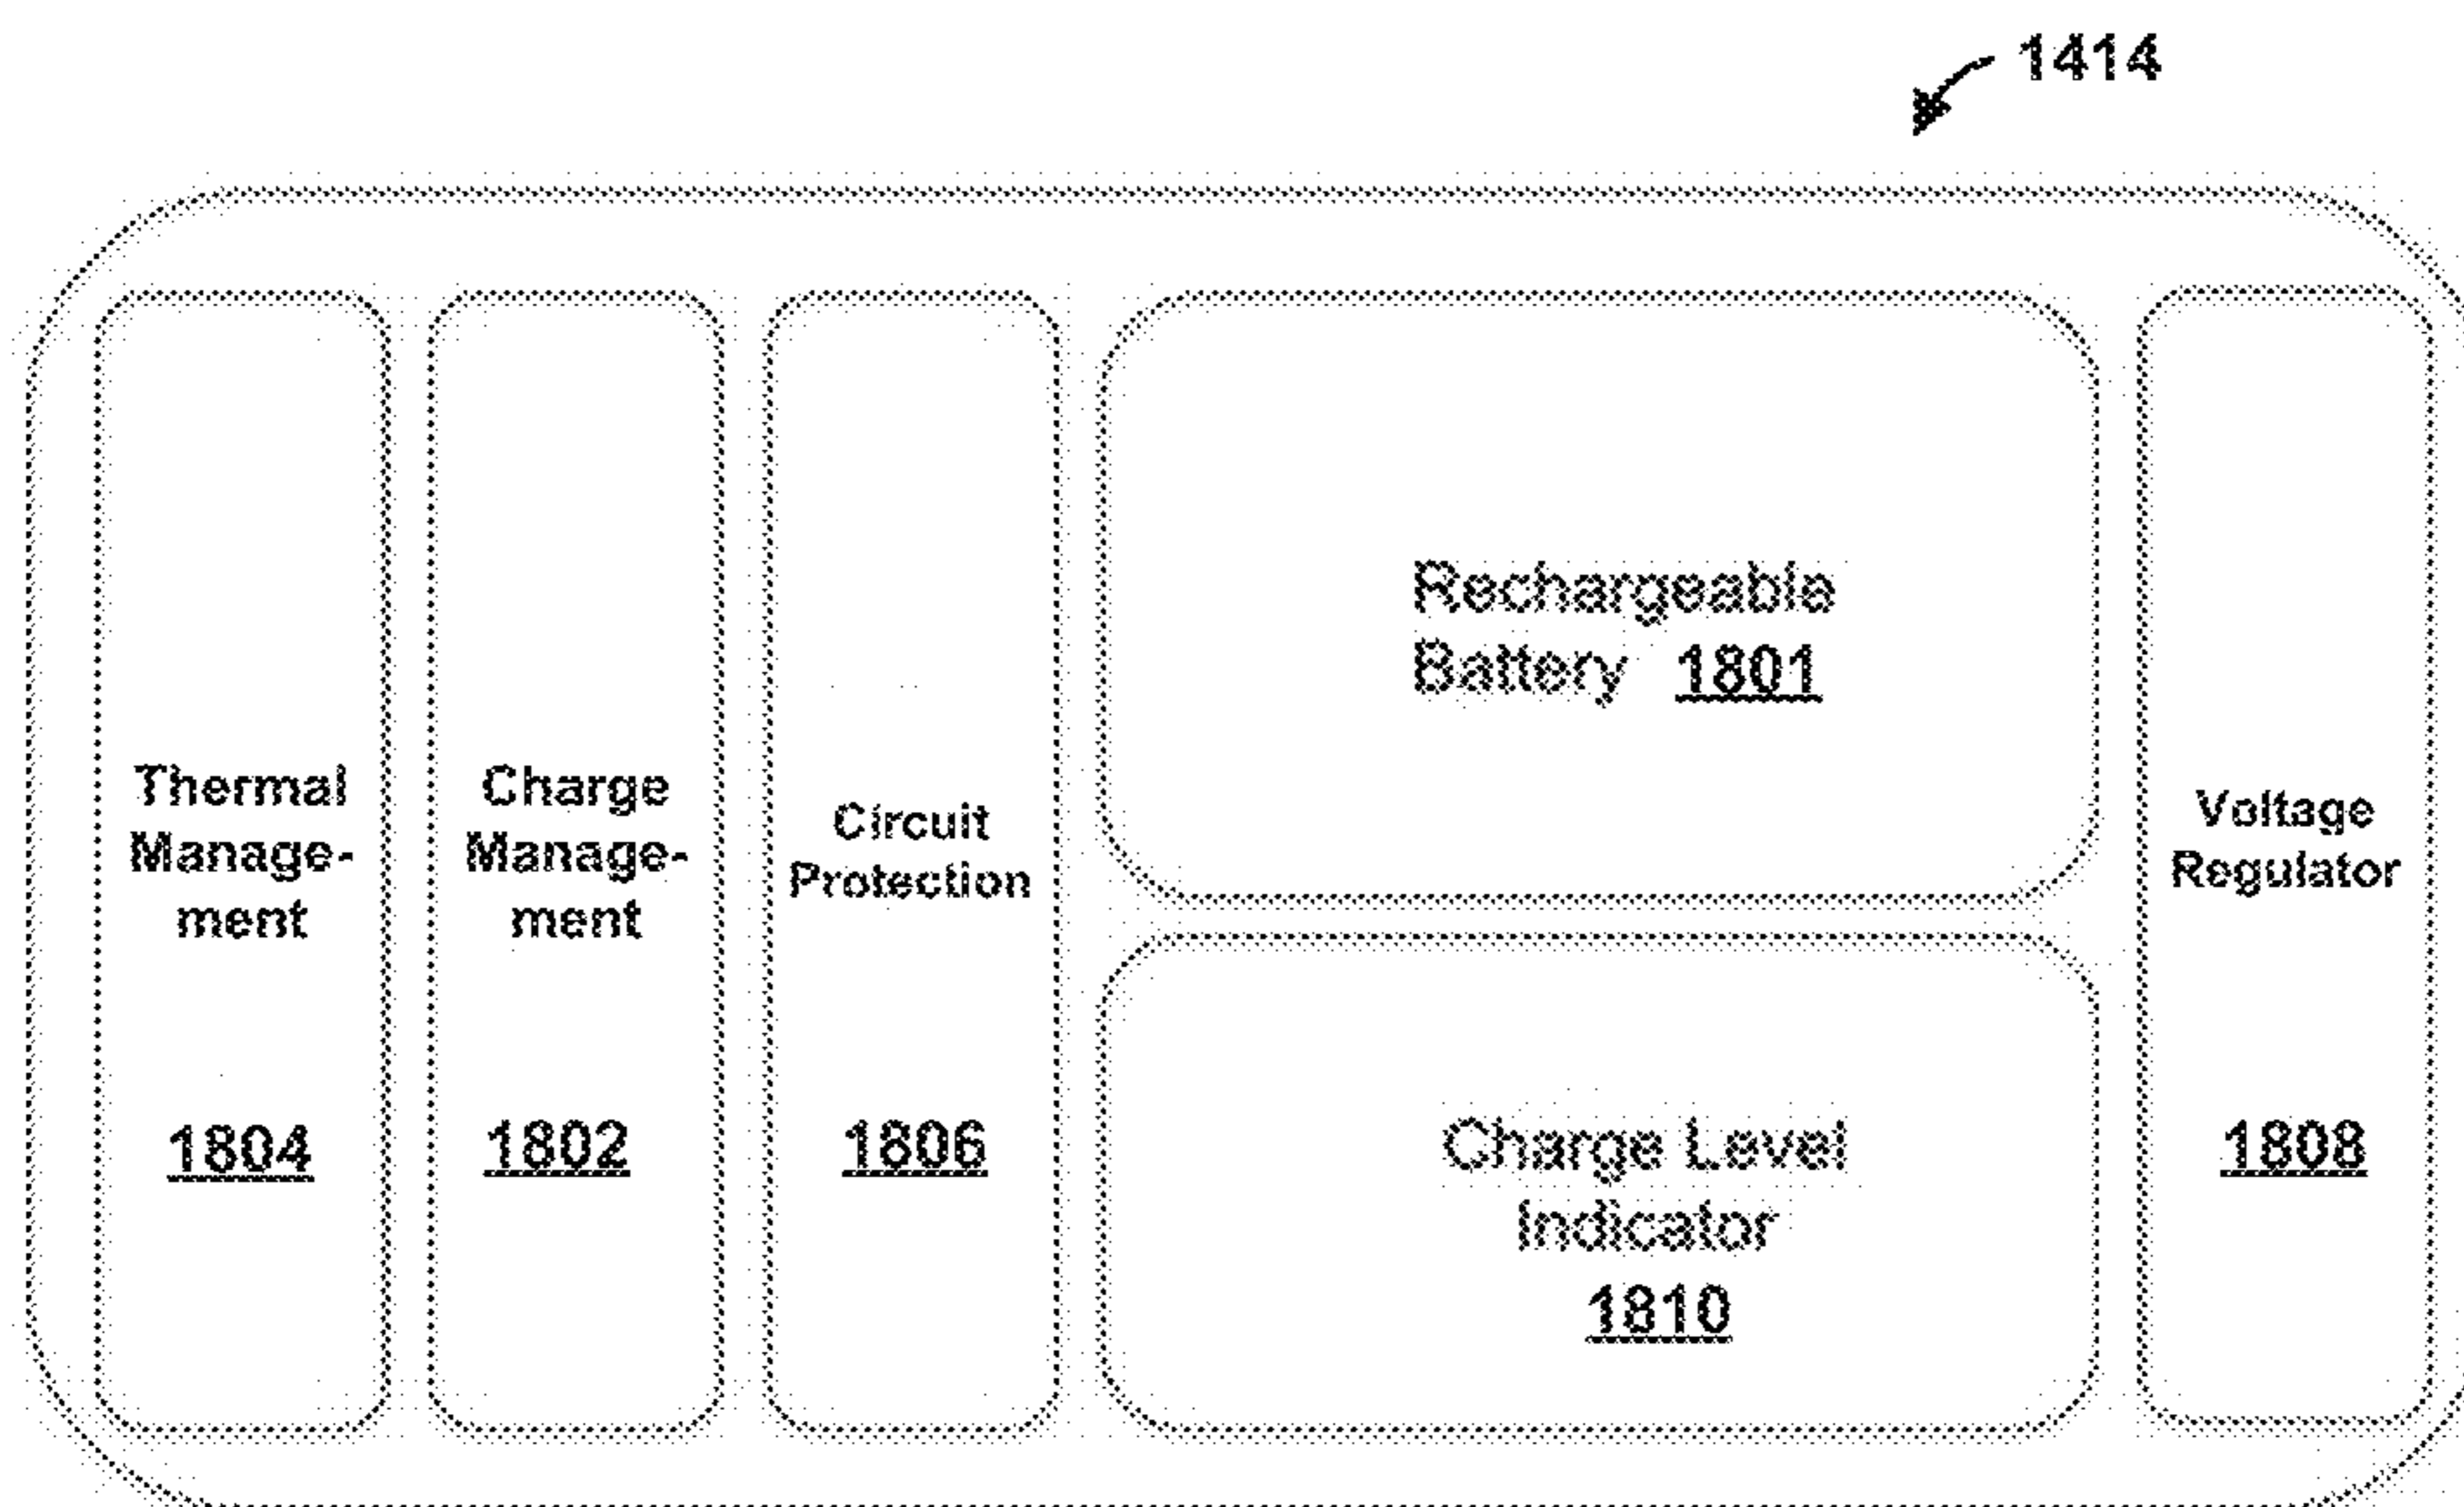 1414
Thermal
Manage-
ment
1804
Charge
Manage-
ment
1802
Circuit
Protection
1806
Rechargeable
Battery 1801
Charge Level
Indicator
1810
Voltage
Regulator
1808